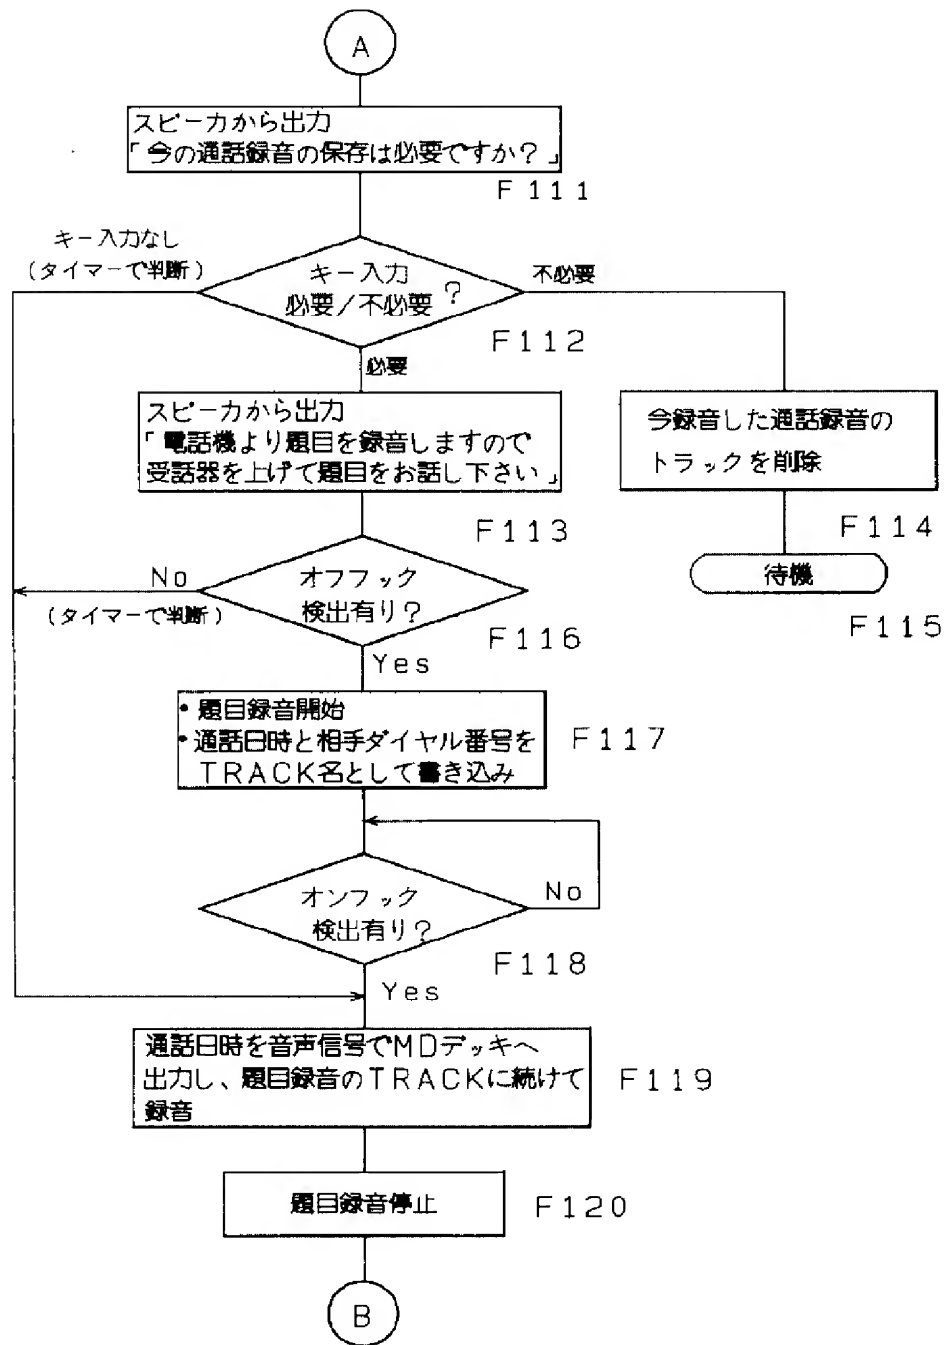 A
スピーカから出力
「今の通話録音の保存は必要ですか？」
F111
キー入力なし
（タイマーで判断）
キー入力
必要／不必要？
不必要
F112
必要
スピーカから出力
「電話機より題目を録音しますので
受話器を上げて題目をお話し下さい」
F113
今録音した通話録音の
トラックを削除
F114
待機
F115
No
（タイマーで判断）
オフフック
検出有り？
F116
Yes
・題目録音開始
・通話日時と相手ダイヤル番号を
TRACK名として書き込み
F117
オンフック
検出有り？
No
F118
Yes
通話日時を音声信号でMDデッキへ
出力し、題目録音のTRACKに続けて
録音
F119
題目録音停止
F120
B